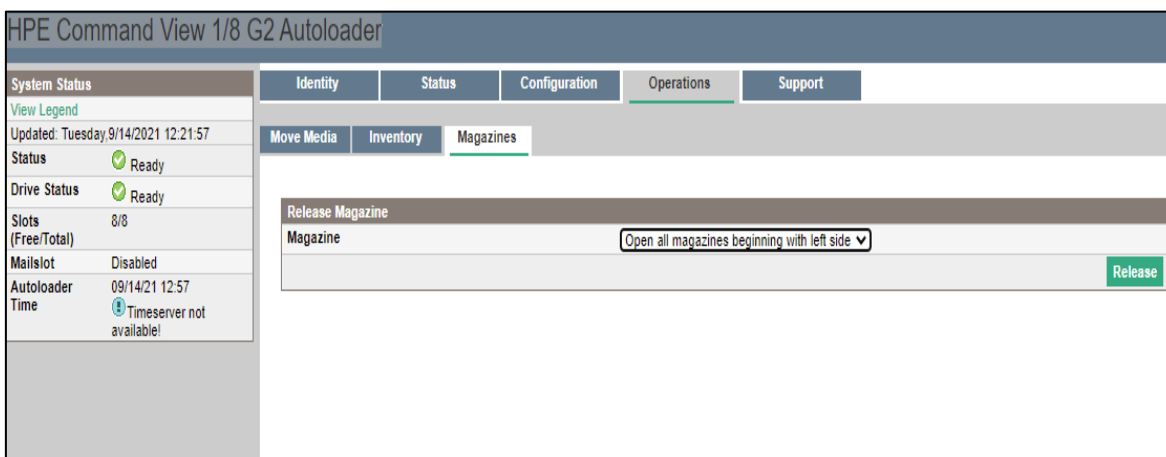 HPE Command View 1/8 G2 Autoloader
System Status
View Legend
Updated: Tuesday,9/14/2021 12:21:57
Status Ready
Drive Status Ready
Slots 8/8
(Free/Total)
Mailslot Disabled
Autoloader 09/14/21 12:57
Time Timeserver not
available!
Identity Status Configuration Operations Support
Move Media Inventory Magazines
Release Magazine
Magazine Open all magazines beginning with left side
Release